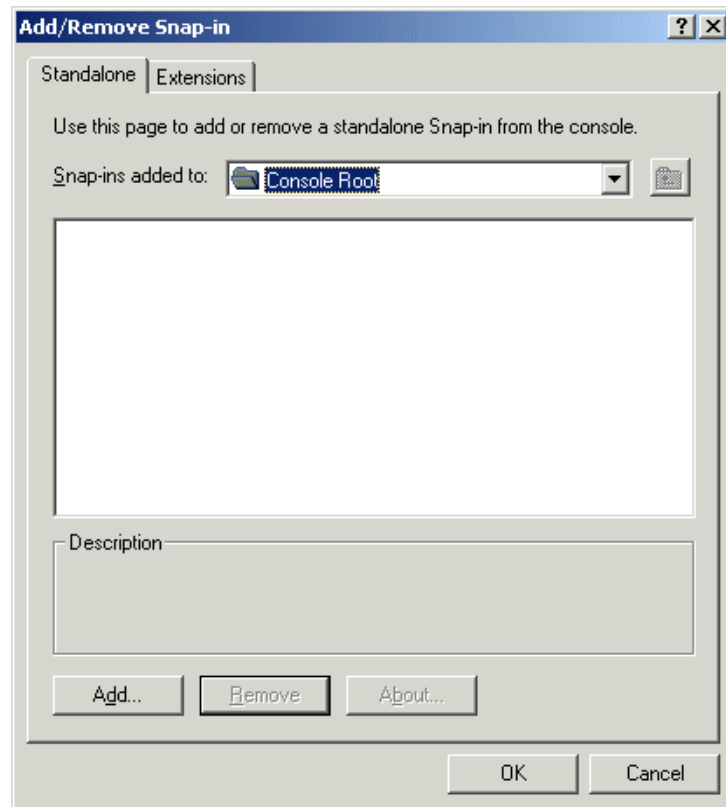 Add/Remove Snap-in
Standalone Extensions
Use this page to add or remove a standalone Snap-in from the console.
Snap-ins added to: Console Root
Description
Add... Remove About...
OK Cancel